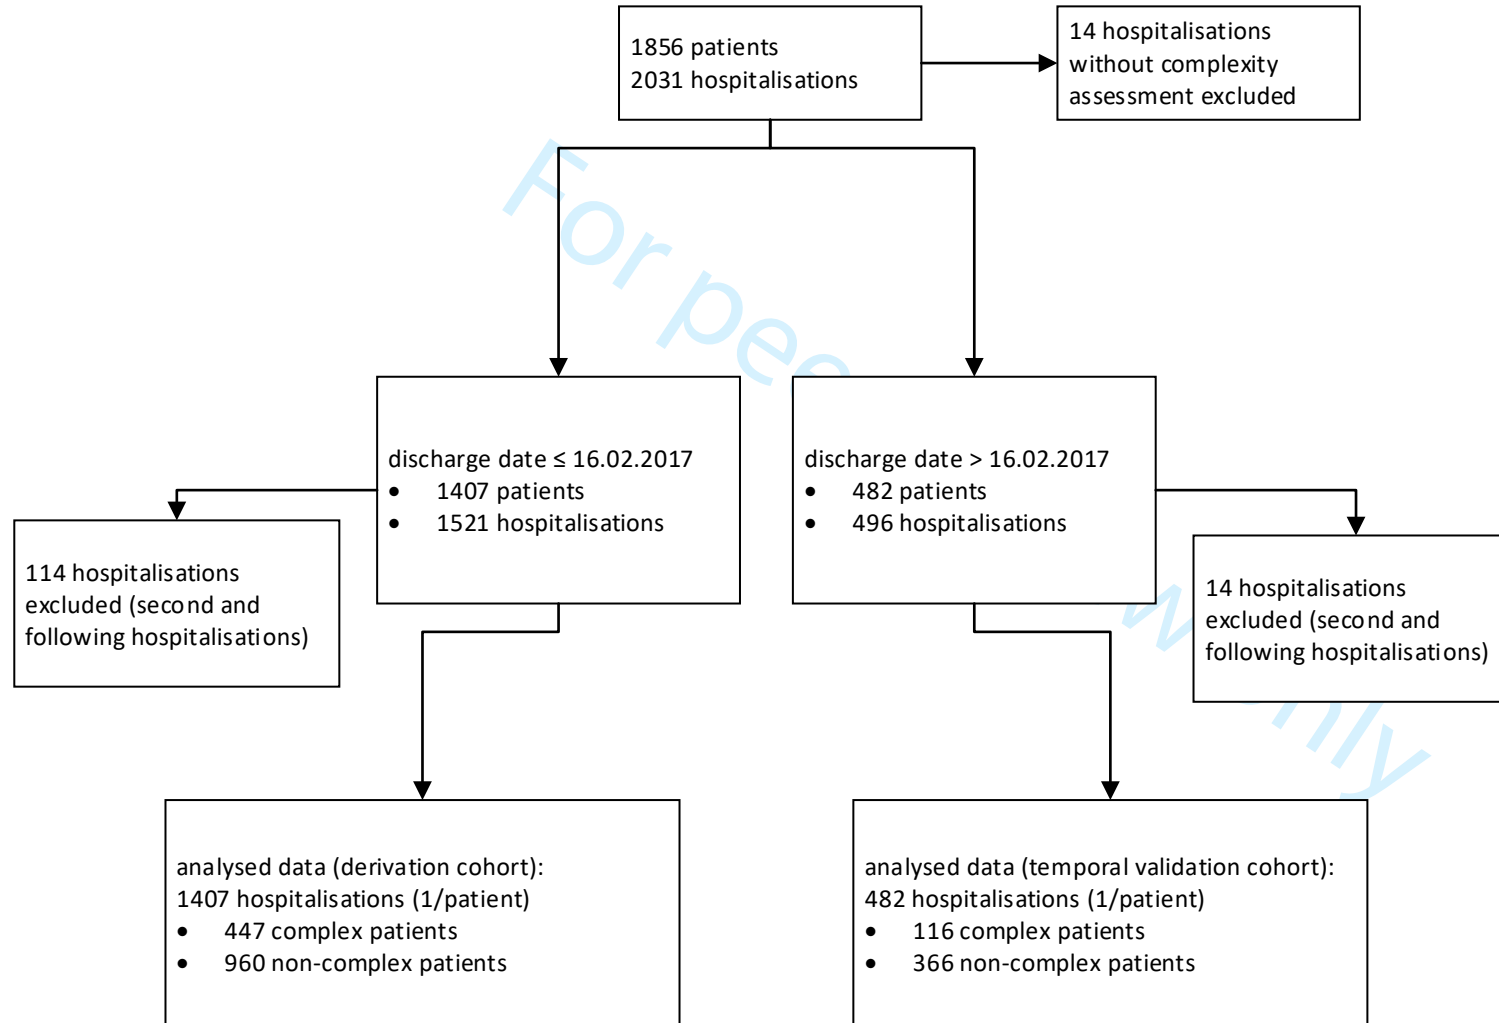 1856 patients
2031 hospitalisations
14 hospitalisations
without complexity
assessment excluded
For pee
discharge date ≤ 16.02.2017
• 1407 patients
• 1521 hospitalisations
discharge date > 16.02.2017
• 482 patients
• 496 hospitalisations
114 hospitalisations
excluded (second and
following hospitalisations)
14 hospitalisations
excluded (second and
following hospitalisations)
analysed data (derivation cohort):
1407 hospitalisations (1/patient)
• 447 complex patients
• 960 non-complex patients
analysed data (temporal validation cohort):
482 hospitalisations (1/patient)
• 116 complex patients
• 366 non-complex patients